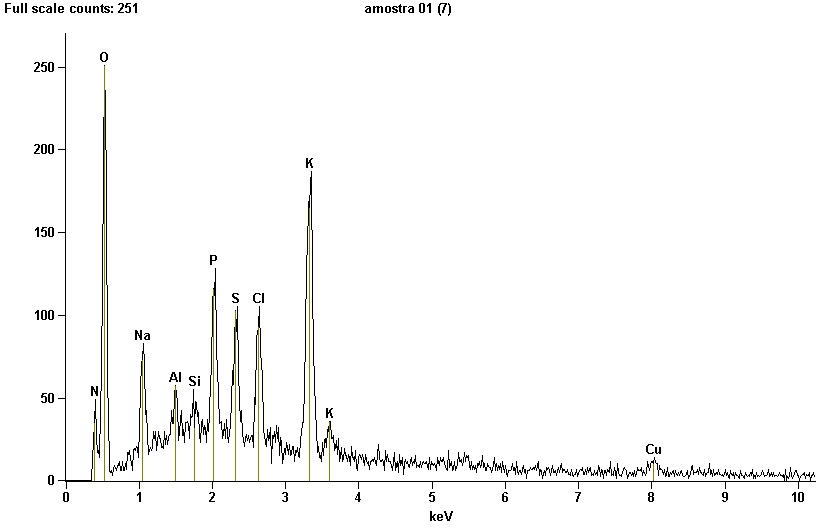 Full scale counts: 251
amostra 01 (7)
O
250
200
K
150
P
S Cl
100
Na
Al
Si
N
50
K
Cu
0
0 1 2 3 4 5 6 7 8 9 10
keV